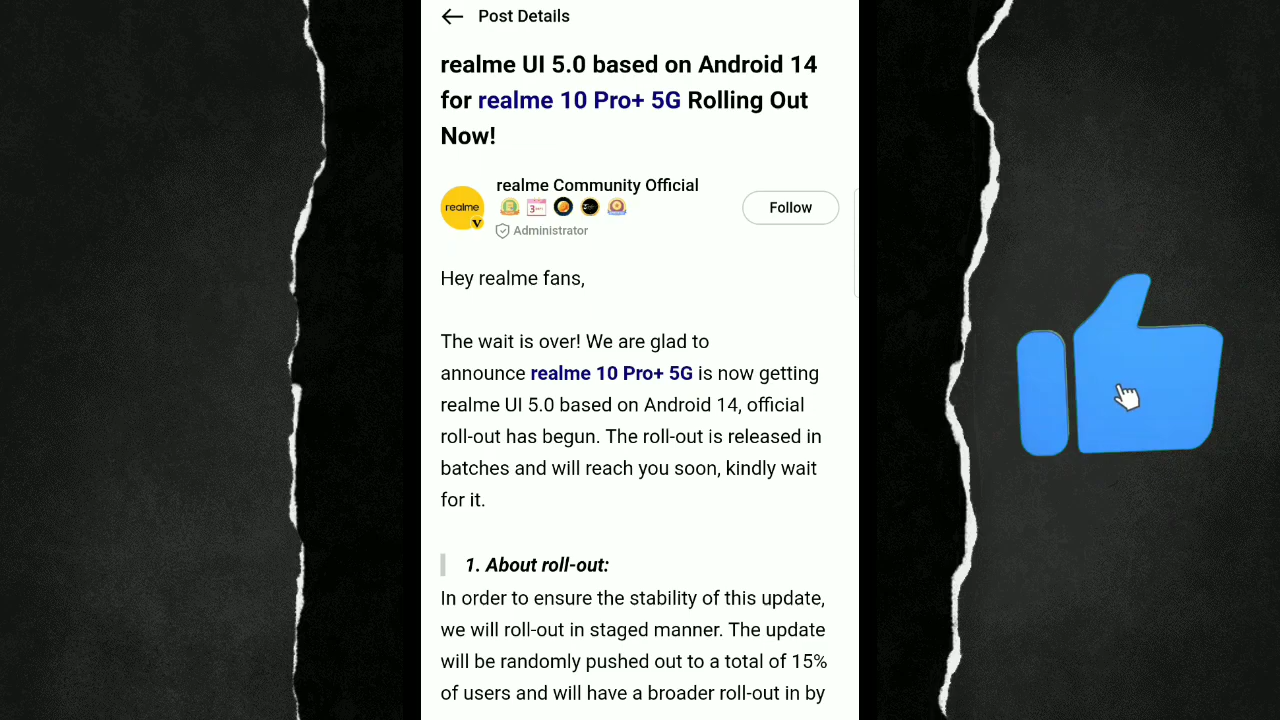 Post Details
realme UI 5.0 based on Android 14
for realme 10 Pro+ 5G Rolling Out
Now!
realme Community Official
realme
V
Administrator
Follow
Hey realme fans,
The wait is over! We are glad to
announce realme 10 Pro+ 5G is now getting
realme UI 5.0 based on Android 14, official
roll-out has begun. The roll-out is released in
batches and will reach you soon, kindly wait
for it.
1. About roll-out:
In order to ensure the stability of this update,
we will roll-out in staged manner. The update
will be randomly pushed out to a total of 15%
of users and will have a broader roll-out in by